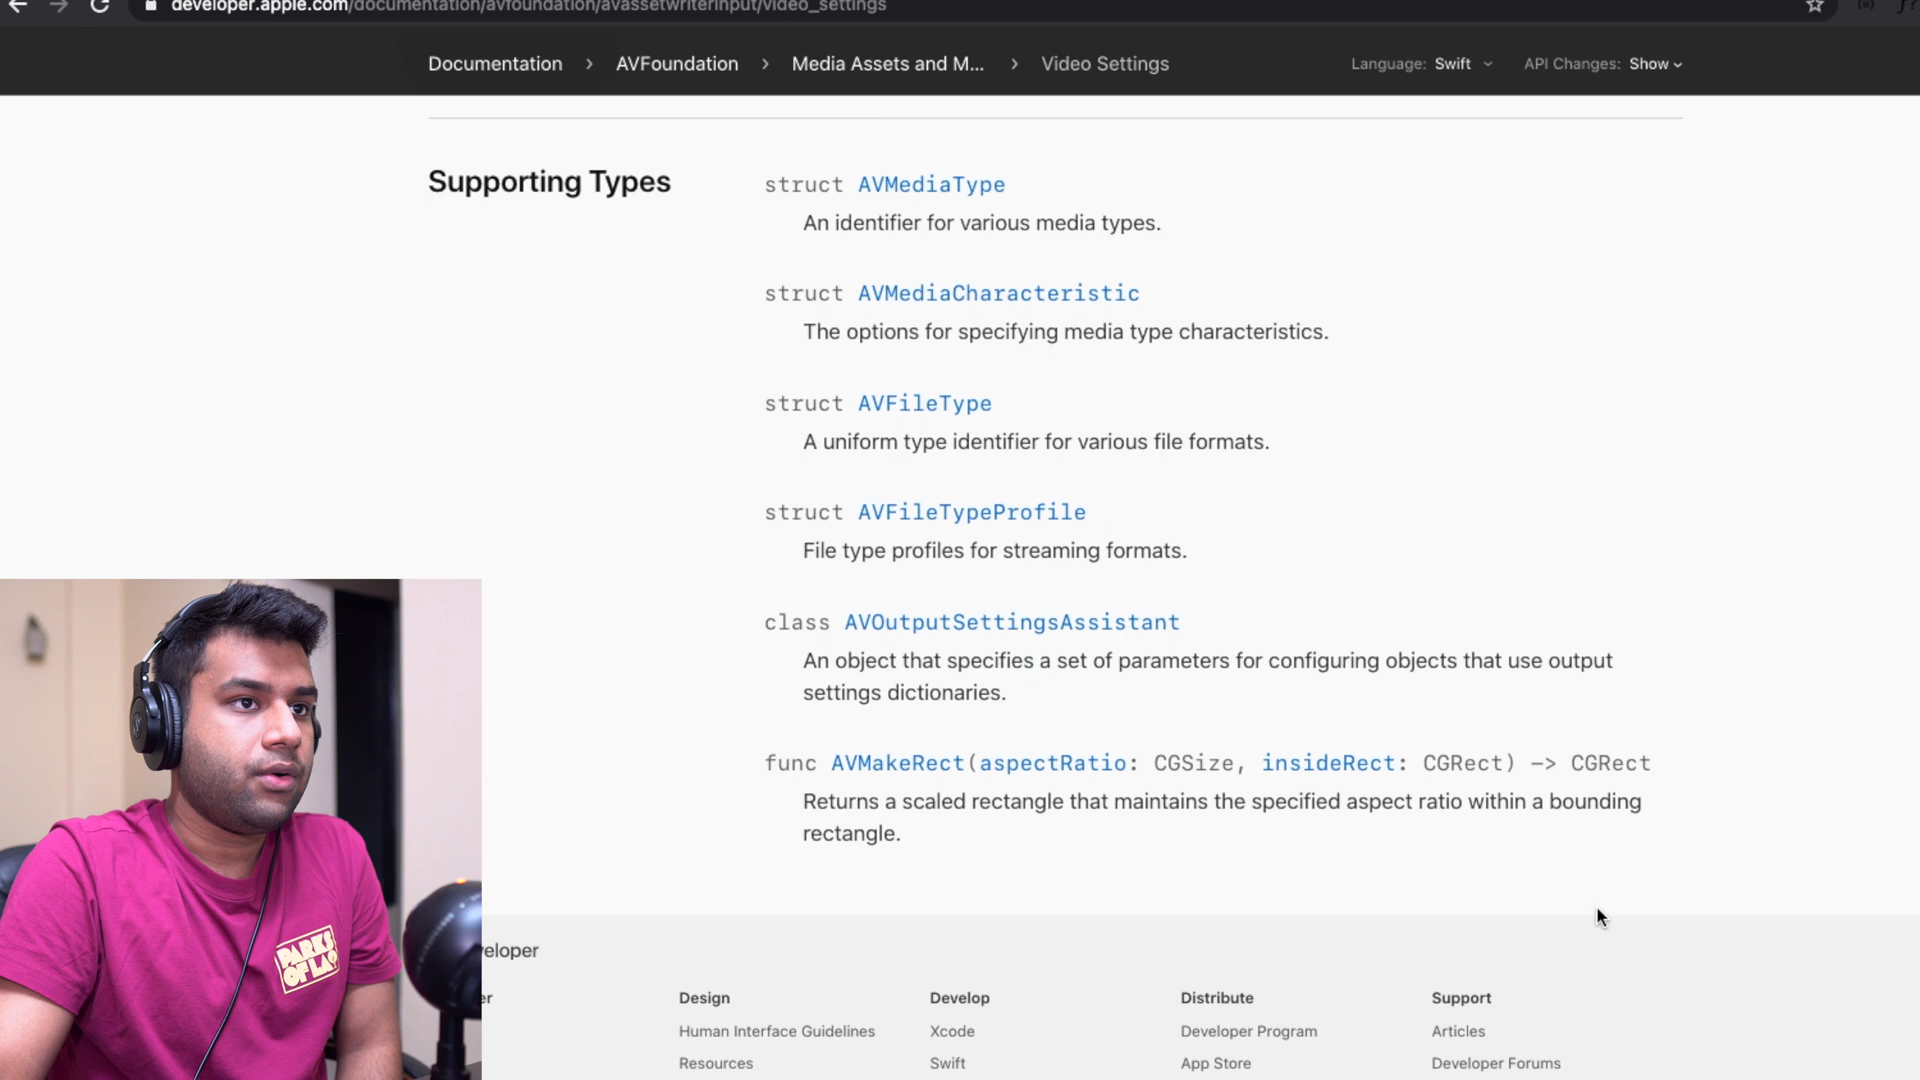 developer.apple.com/documentation/avfoundation/avassetwriterinput/video_settings
Documentation › AVFoundation › Media Assets and M... › Video Settings
Language: Swift
API Changes: Show
Supporting Types
struct AVMediaType
An identifier for various media types.
struct AVMediaCharacteristic
The options for specifying media type characteristics.
struct AVFileType
A uniform type identifier for various file formats.
struct AVFileTypeProfile
File type profiles for streaming formats.
class AVOutputSettingsAssistant
An object that specifies a set of parameters for configuring objects that use output
settings dictionaries.
func AVMakeRect(aspectRatio: CGSize, insideRect: CGRect) -> CGRect
Returns a scaled rectangle that maintains the specified aspect ratio within a bounding
rectangle.
PARKS
OF LA
veloper
er
Design
Human Interface Guidelines
Resources
Develop
Xcode
Swift
Distribute
Developer Program
App Store
Support
Articles
Developer Forums